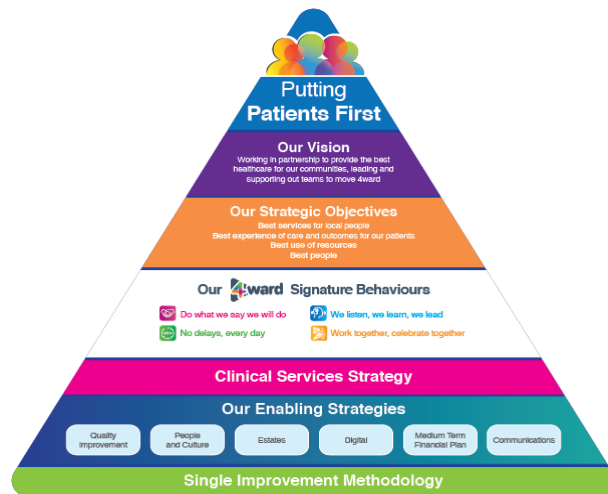 Putting
Patients First
Our Vision
Working in partnership to provide the best
healthcare for our communities, leading and
supporting out teams to move 4ward
Our Strategic Objectives
Best services for local people
Best experience of care and outcomes for our patients
Best use of resources
Best people
Our 4ward Signature Behaviours
Do what we say we will do
We listen, we learn, we lead
No delays, every day
Work together, celebrate together
Clinical Services Strategy
Our Enabling Strategies
Quality
Improvement
People
and Culture
Estates
Digital
Medium Term
Financial Plan
Communications
Single Improvement Methodology